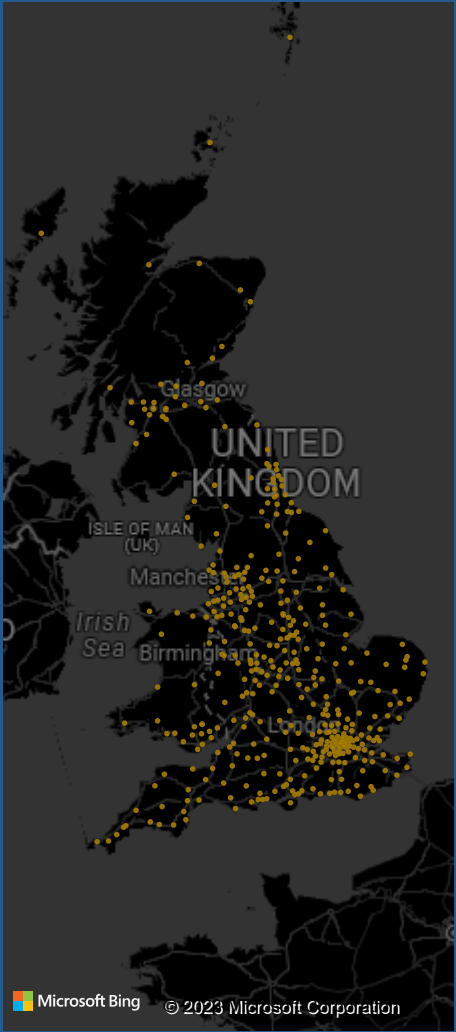 Glasgow
UNITED
KINGDOM
ISLE OF MAN
(UK)
Manchester
Irish
Sea
Birmingham
London
Microsoft Bing
© 2023 Microsoft Corporation